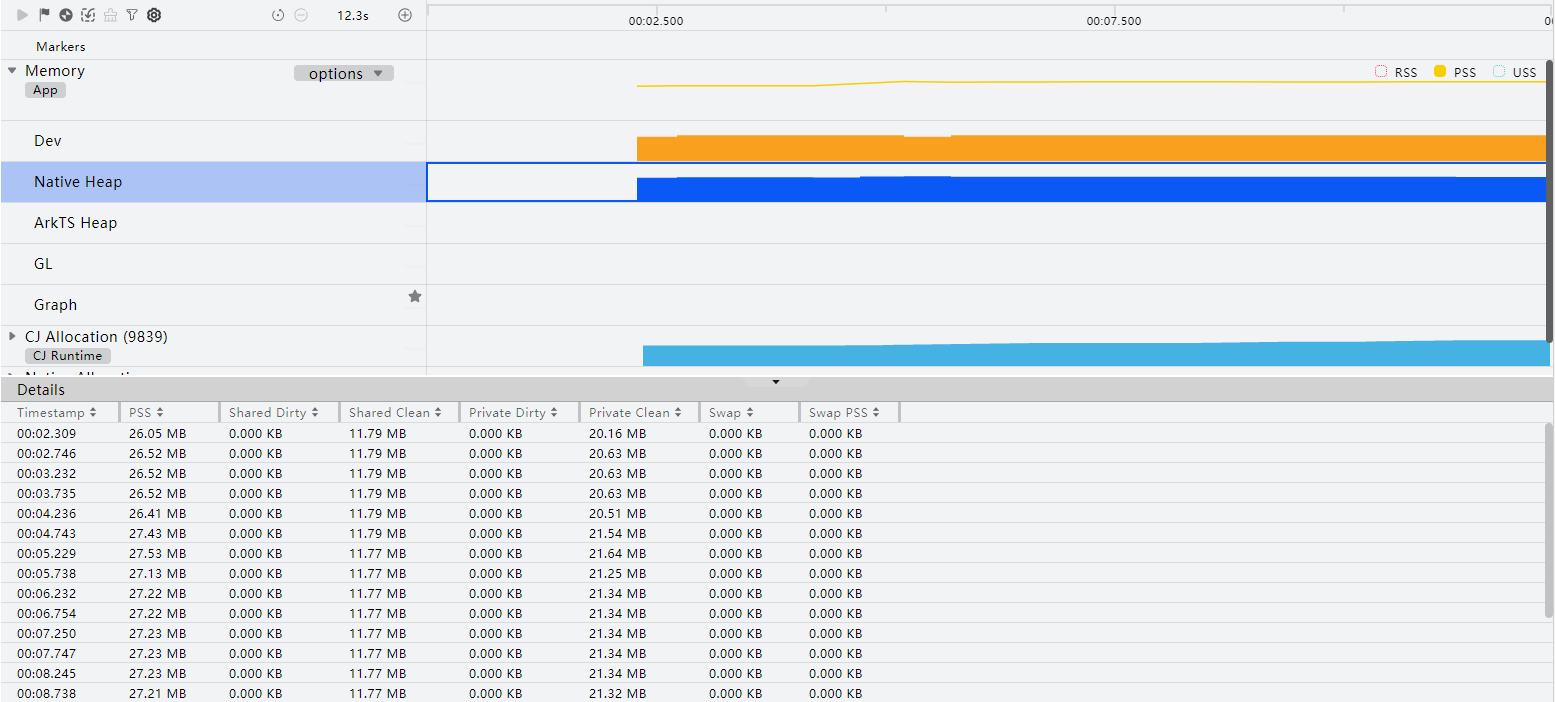 12.3s 00:02.500 00:07.500
Markers
Memory options RSS PSS USS
App
Dev
Native Heap
ArkTS Heap
GL
Graph
CJ Allocation (9839)
CJ Runtime
Details
Timestamp PSS Shared Dirty Shared Clean Private Dirty Private Clean Swap Swap PSS
00:02.309 26.05 MB 0.000 KB 11.79 MB 0.000 KB 20.16 MB 0.000 KB 0.000 KB
00:02.746 26.52 MB 0.000 KB 11.79 MB 0.000 KB 20.63 MB 0.000 KB 0.000 KB
00:03.232 26.52 MB 0.000 KB 11.79 MB 0.000 KB 20.63 MB 0.000 KB 0.000 KB
00:03.735 26.52 MB 0.000 KB 11.79 MB 0.000 KB 20.63 MB 0.000 KB 0.000 KB
00:04.236 26.41 MB 0.000 KB 11.79 MB 0.000 KB 20.51 MB 0.000 KB 0.000 KB
00:04.743 27.43 MB 0.000 KB 11.79 MB 0.000 KB 21.54 MB 0.000 KB 0.000 KB
00:05.229 27.53 MB 0.000 KB 11.77 MB 0.000 KB 21.64 MB 0.000 KB 0.000 KB
00:05.738 27.13 MB 0.000 KB 11.77 MB 0.000 KB 21.25 MB 0.000 KB 0.000 KB
00:06.232 27.22 MB 0.000 KB 11.77 MB 0.000 KB 21.34 MB 0.000 KB 0.000 KB
00:06.754 27.22 MB 0.000 KB 11.77 MB 0.000 KB 21.34 MB 0.000 KB 0.000 KB
00:07.250 27.23 MB 0.000 KB 11.77 MB 0.000 KB 21.34 MB 0.000 KB 0.000 KB
00:07.747 27.23 MB 0.000 KB 11.77 MB 0.000 KB 21.34 MB 0.000 KB 0.000 KB
00:08.245 27.23 MB 0.000 KB 11.77 MB 0.000 KB 21.34 MB 0.000 KB 0.000 KB
00:08.738 27.21 MB 0.000 KB 11.77 MB 0.000 KB 21.32 MB 0.000 KB 0.000 KB